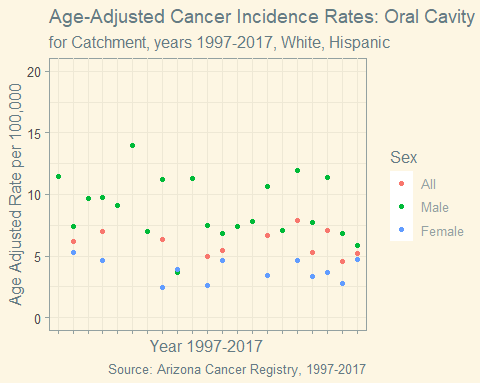 Age-Adjusted Cancer Incidence Rates: Oral Cavity
for Catchment, years 1997-2017, White, Hispanic
Age Adjusted Rate per 100,000
20
15
10
5
0
Sex
All
Male
Female
Year 1997-2017
Source: Arizona Cancer Registry, 1997-2017